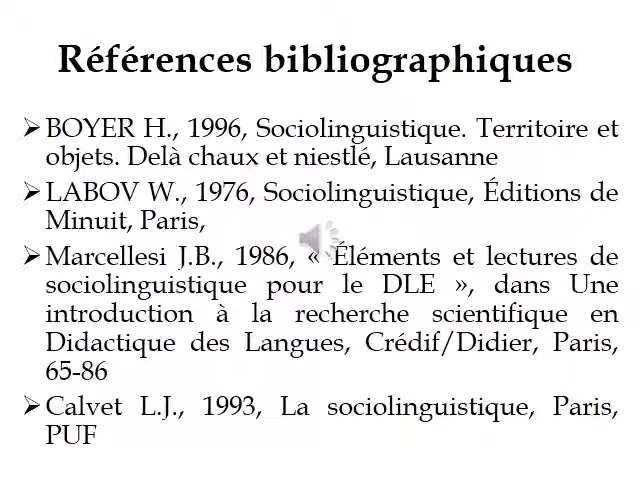 Références bibliographiques
➢BOYER H., 1996, Sociolinguistique. Territoire et
objets. Delà chaux et niestlé, Lausanne
➢LABOV W., 1976, Sociolinguistique, Éditions de
Minuit, Paris,
➢Marcellesi J.B., 1986, « Éléments et lectures de
sociolinguistique pour le DLE », dans Une
introduction à la recherche scientifique en
Didactique des Langues, Crédif/Didier, Paris,
65-86
➢Calvet L.J., 1993, La sociolinguistique, Paris,
PUF